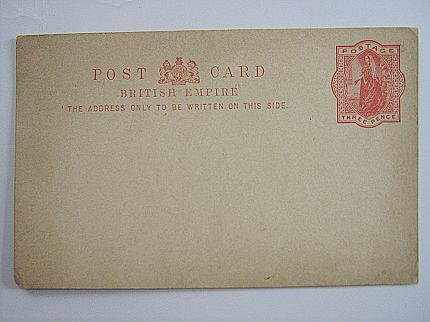 POST CARD
BRITISH EMPIRE
THE ADDRESS ONLY TO BE WRITTEN ON THIS SIDE.
POSTAGE
THREE PENCE